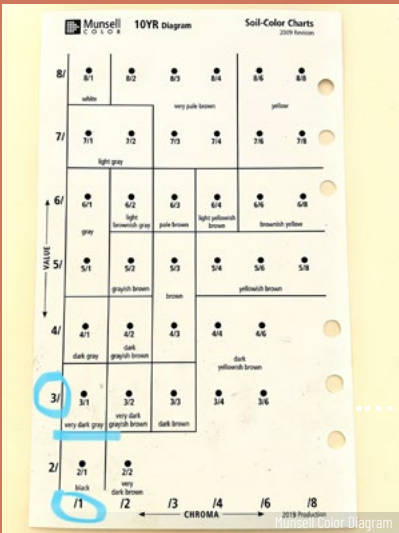 Munsell 10YR Diagram Soil-Color Charts
COLOR 2009 Revision
8/ 8/1 8/2 8/3 8/4 8/6 8/8
white very pale brown yellow
7/ 7/1 7/2 7/3 7/4 7/6 7/8
light gray
6/ 6/1 6/2 6/3 6/4 6/6 6/8
gray light brownish gray pale brown light yellowish brown brownish yellow
VALUE
5/ 5/1 5/2 5/3 5/4 5/6 5/8
grayish brown brown yellowish brown
4/ 4/1 4/2 4/3 4/4 4/6
dark gray dark grayish brown dark yellowish brown
3/ 3/1 3/2 3/3 3/4 3/6
very dark gray very dark grayish brown dark brown
2/ 2/1 2/2
black very dark brown
/1 /2 /3 /4 /6 /8
CHROMA 2019 Production
Munsell Color Diagram